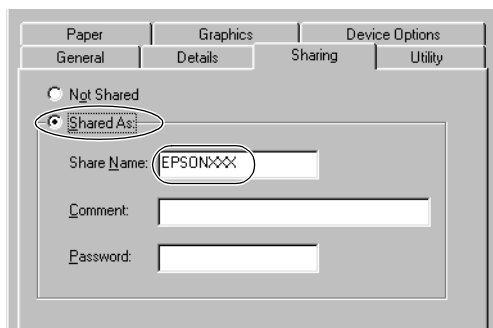 Paper Graphics Device Options
General Details Sharing Utility
Not Shared
Shared As:
Share Name: EPSONXXX
Comment:
Password: